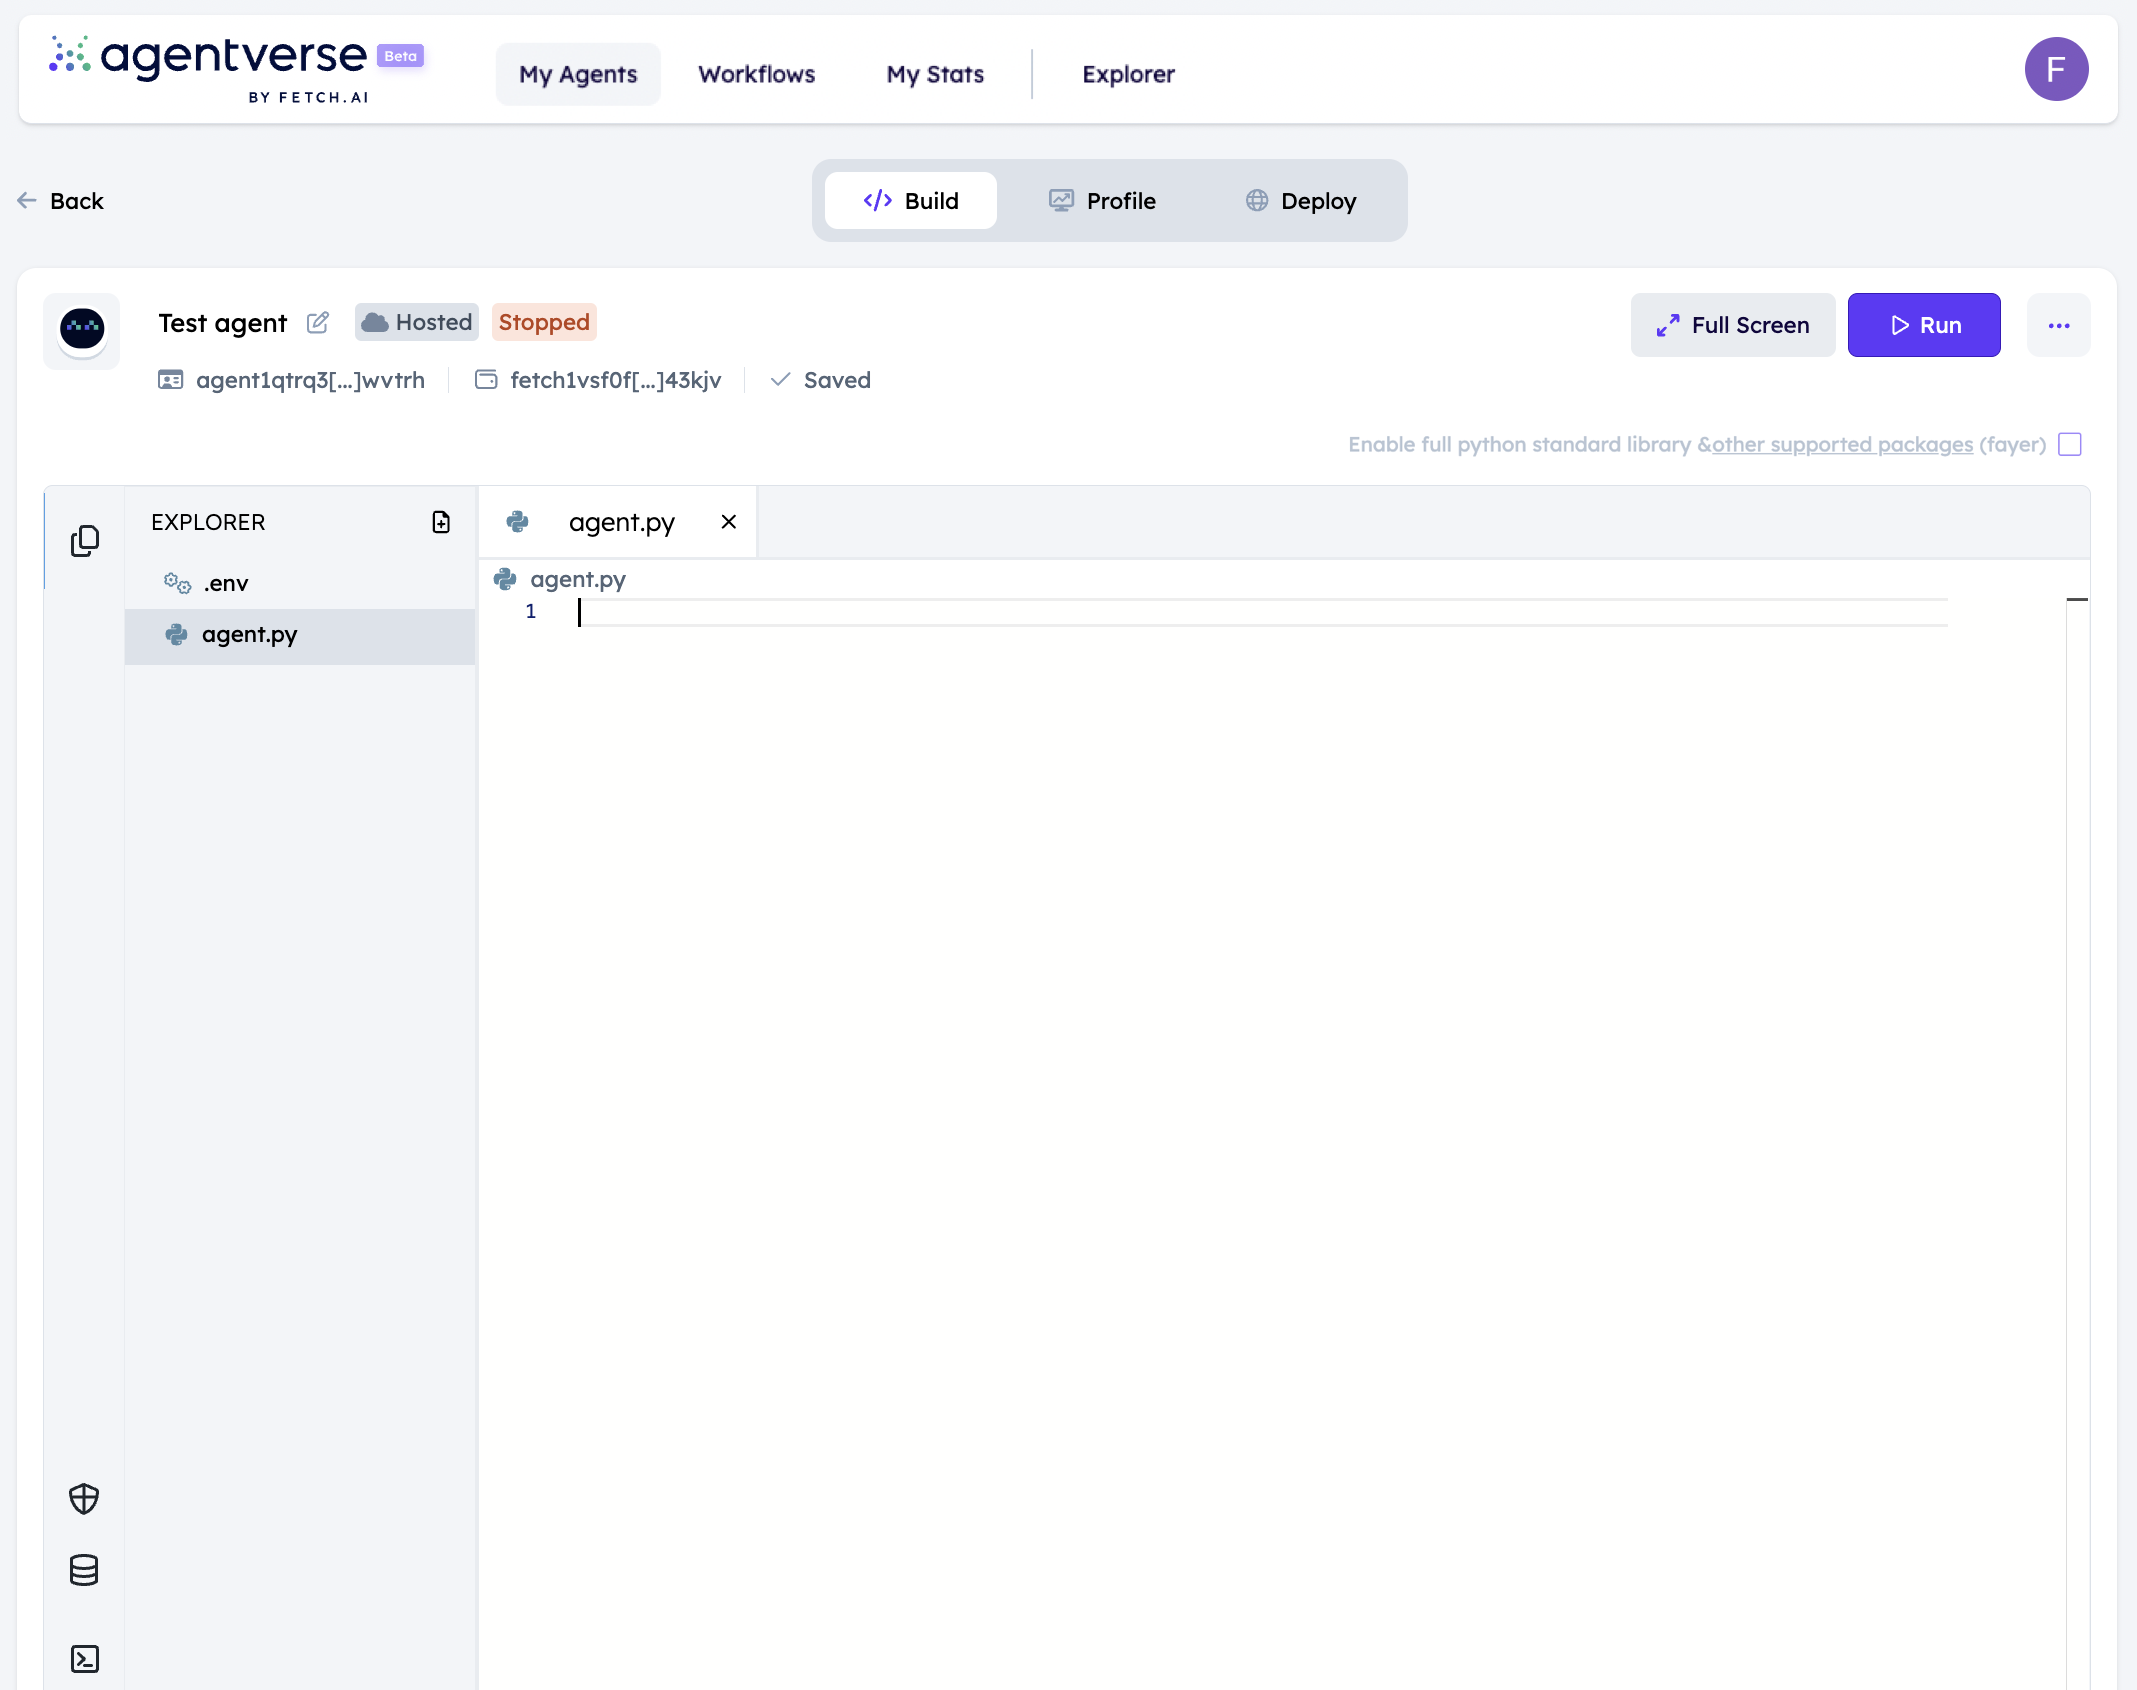 agentverse Beta
BY FETCH.AI
My Agents Workflows My Stats Explorer
F
Back
Build Profile Deploy
Test agent Hosted Stopped
Full Screen Run
agent1qtrq3[...]wvtrh fetch1vsf0f[...]43kjv Saved
Enable full python standard library &other supported packages (fayer)
EXPLORER
.env
agent.py
agent.py
agent.py
1